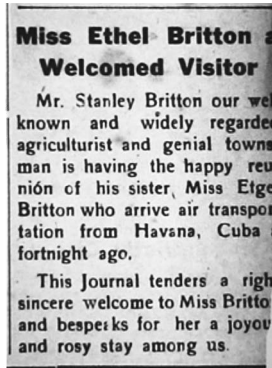 Miss Ethel Britton a
Welcomed Visitor
Mr. Stanley Britton our wel
known and widely regarded
agriculturist and genial towns
man is having the happy reu
nión of his sister, Miss Etgel
Britton who arrive air transpor
tation from Havana, Cuba a
fortnight ago.
This Journal tenders a righ
sincere welcome to Miss Britto
and bespeaks for her a joyou
and rosy stay among us.